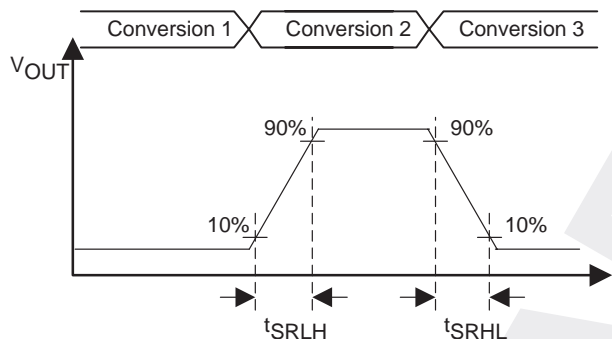 Conversion 1 Conversion 2 Conversion 3
VOUT
90% 90%
10% 10%
tSRLH tSRHL